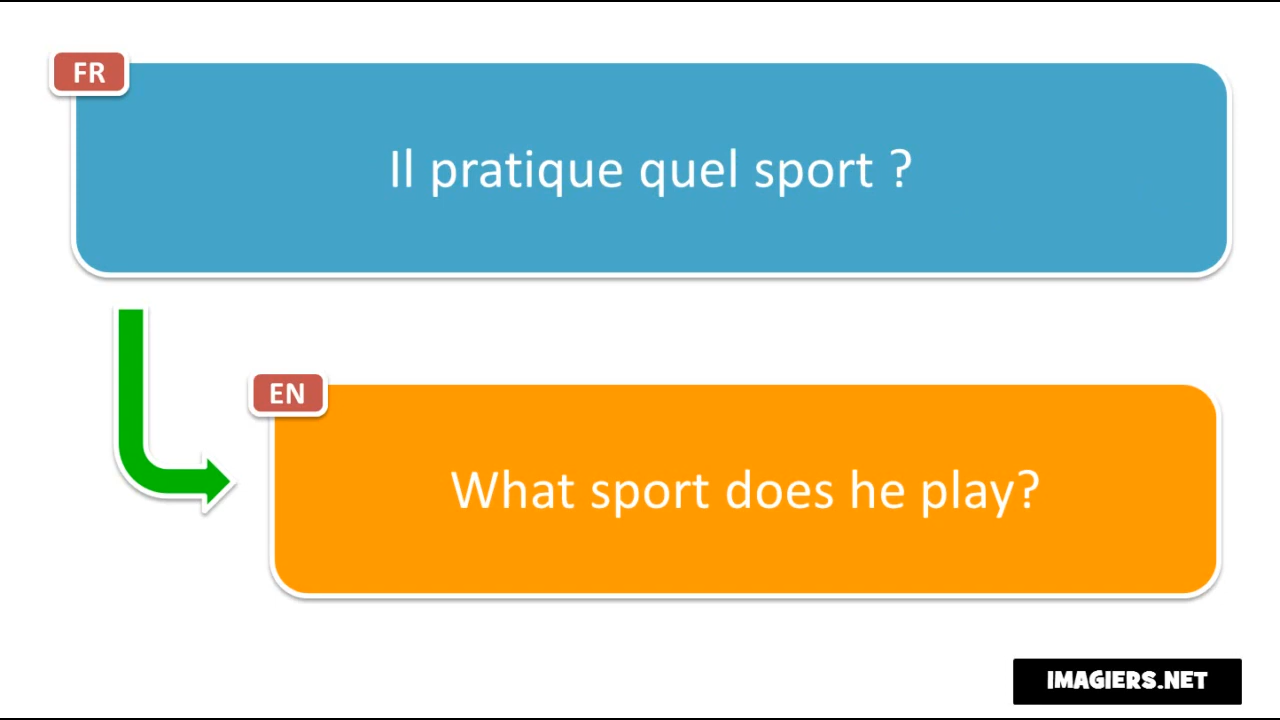 FR
Il pratique quel sport ?
EN
What sport does he play?
IMAGIERS.NET